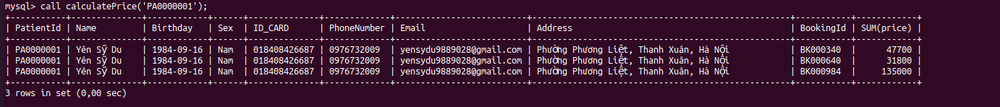 mysql> call calculatePrice('PA0000001');
+------------+--------------+------------+------+--------------+-------------+------------------------+--------------------------------------------------+-----------+------------+
| PatientId | Name | Birthday | Sex | ID_CARD | PhoneNumber | Email | Address | BookingId | SUM(price) |
+------------+--------------+------------+------+--------------+-------------+------------------------+--------------------------------------------------+-----------+------------+
| PA0000001 | Yên Sỹ Du | 1984-09-16 | Nam | 018408426687 | 0976732009 | yensydu9889028@gmail.com | Phường Phương Liệt, Thanh Xuân, Hà Nội | BK000340 | 47700 |
| PA0000001 | Yên Sỹ Du | 1984-09-16 | Nam | 018408426687 | 0976732009 | yensydu9889028@gmail.com | Phường Phương Liệt, Thanh Xuân, Hà Nội | BK000640 | 31800 |
| PA0000001 | Yên Sỹ Du | 1984-09-16 | Nam | 018408426687 | 0976732009 | yensydu9889028@gmail.com | Phường Phương Liệt, Thanh Xuân, Hà Nội | BK000984 | 135000 |
+------------+--------------+------------+------+--------------+-------------+------------------------+--------------------------------------------------+-----------+------------+
3 rows in set (0,00 sec)